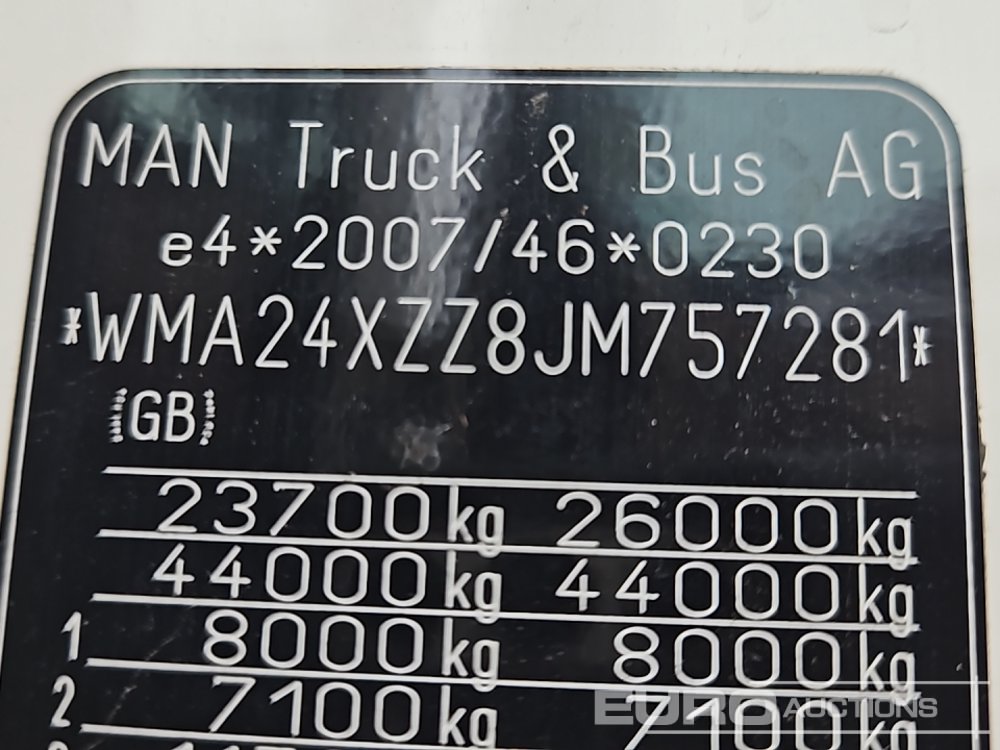 MAN Truck & Bus AG
e4*2007/46*0230
*WMA24XZZ8JM757281*
GB
23700kg 26000kg
44000kg 44000kg
1 8000kg 8000kg
2 7100kg 7100kg
EURO AUCTIONS